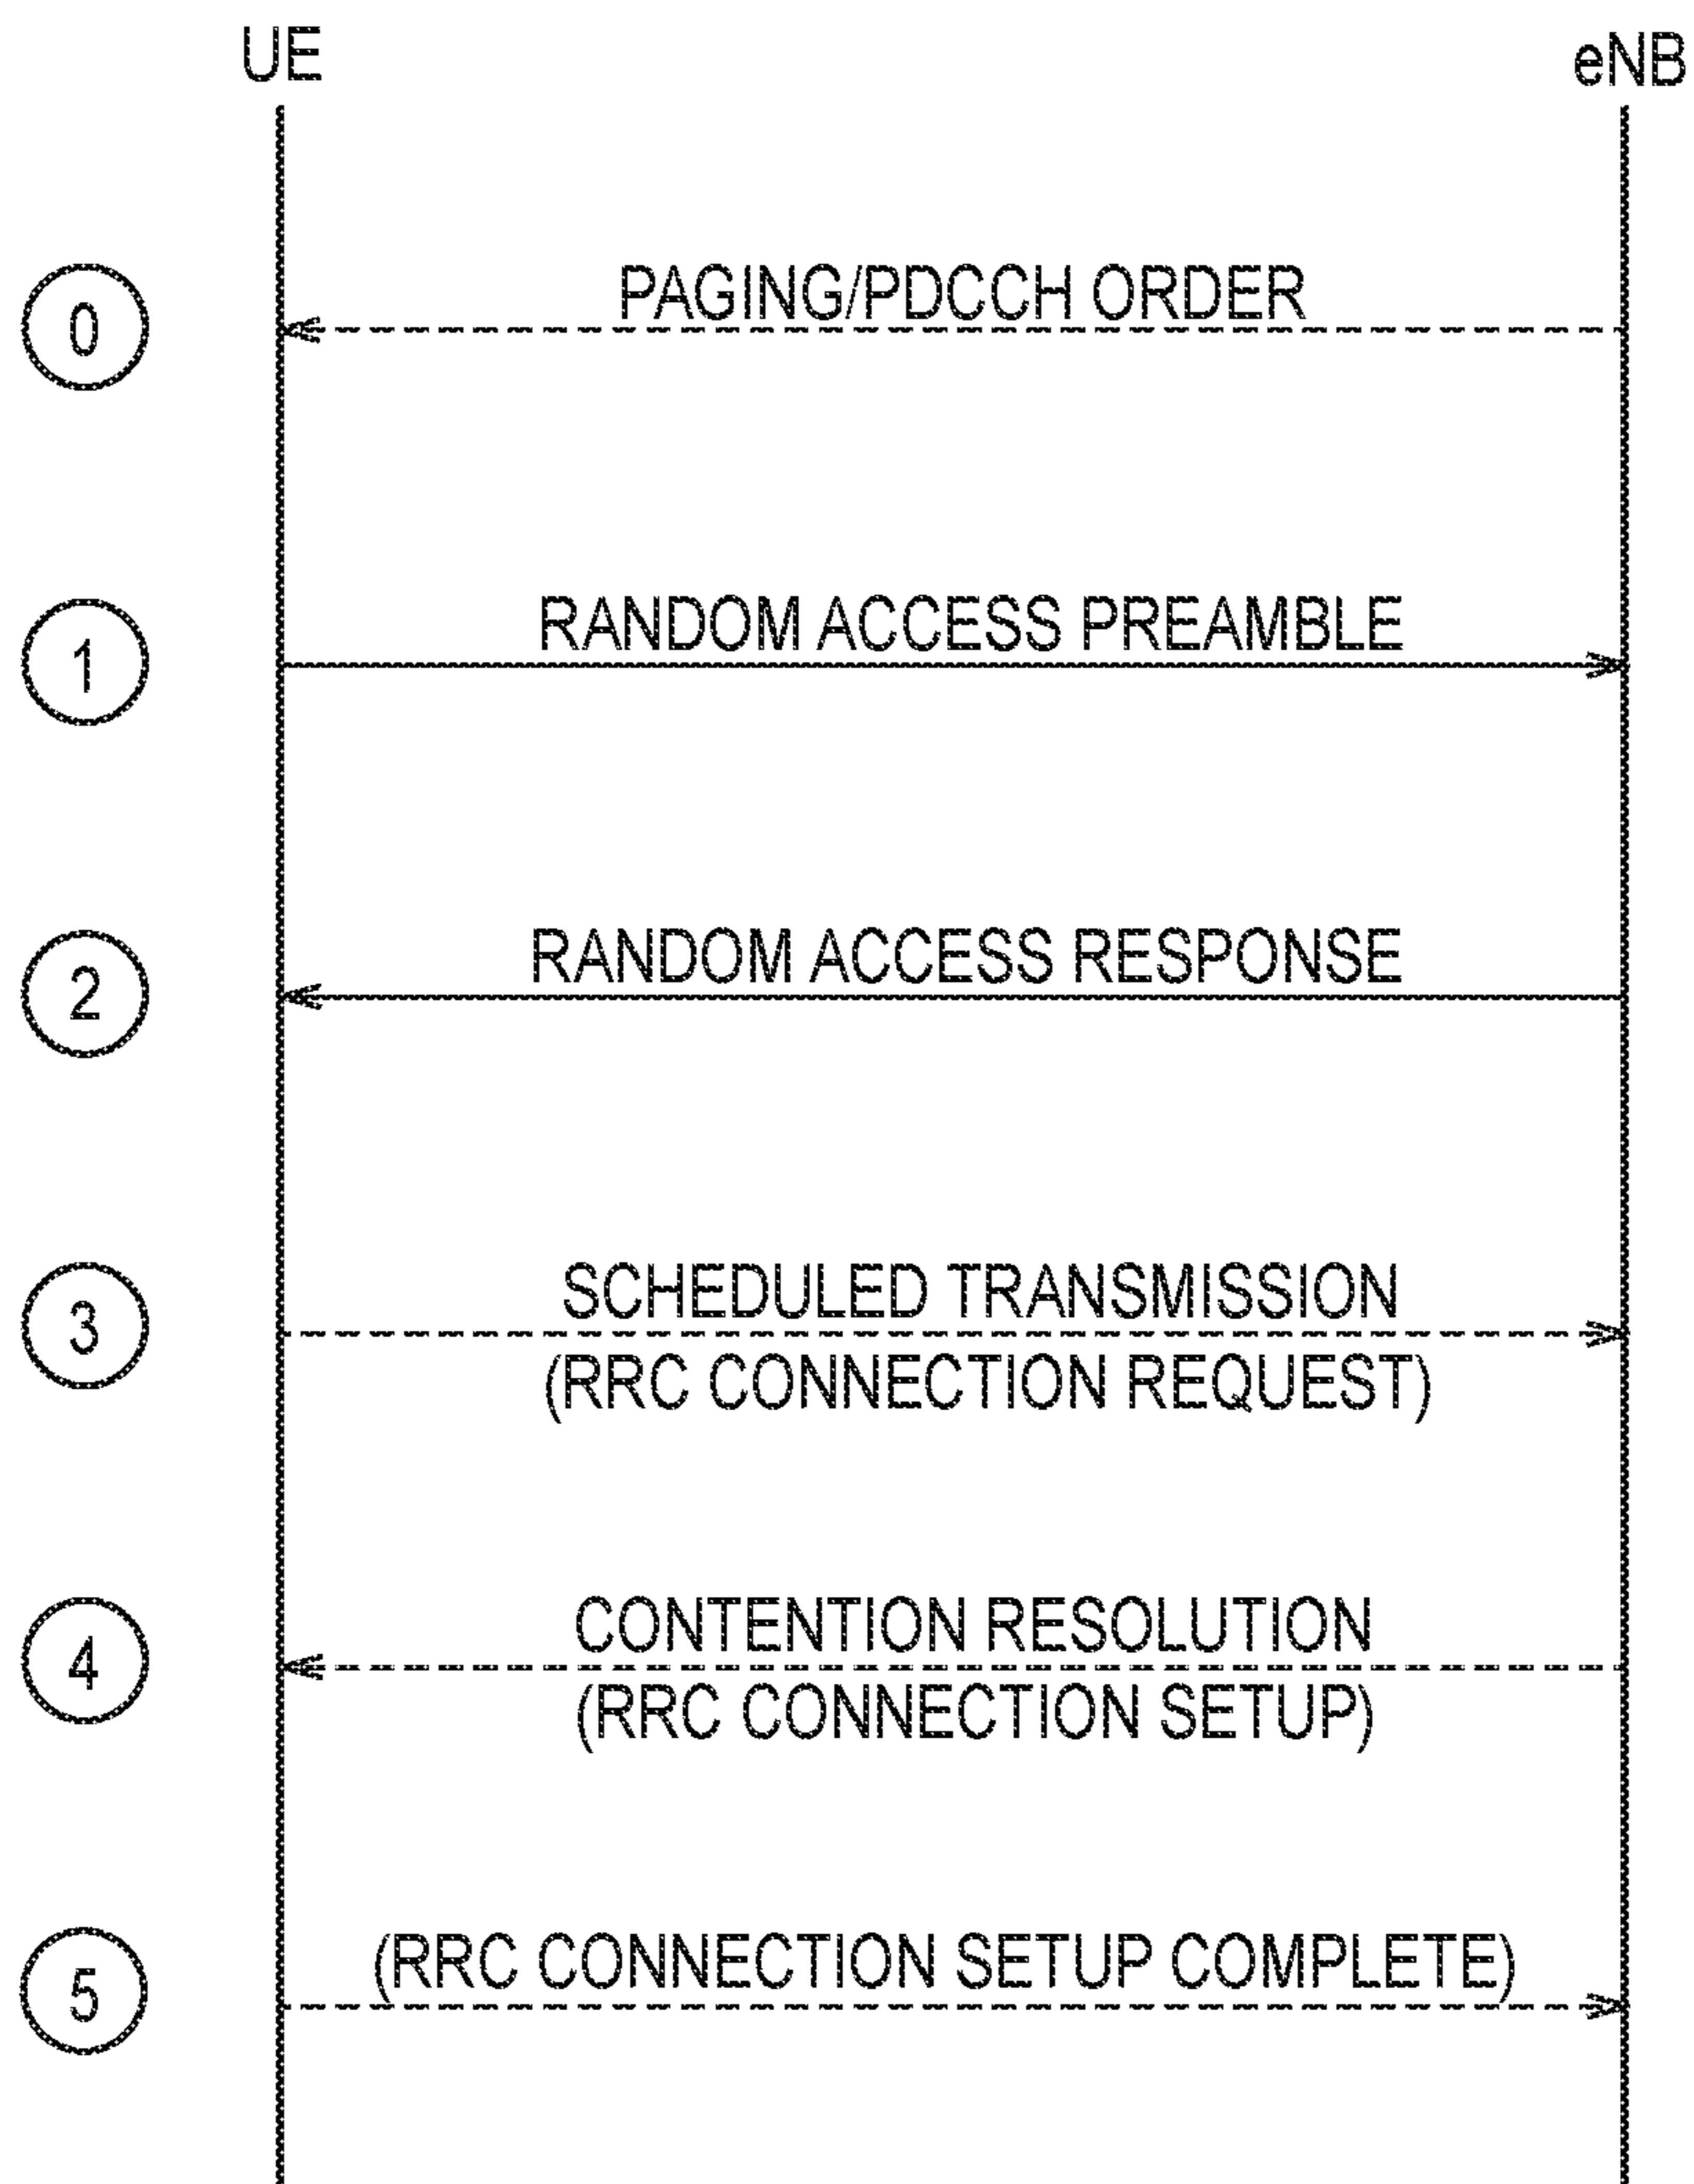 UE
eNB
0
PAGING/PDCCH ORDER
1
RANDOM ACCESS PREAMBLE
2
RANDOM ACCESS RESPONSE
3
SCHEDULED TRANSMISSION
(RRC CONNECTION REQUEST)
4
CONTENTION RESOLUTION
(RRC CONNECTION SETUP)
5
(RRC CONNECTION SETUP COMPLETE)